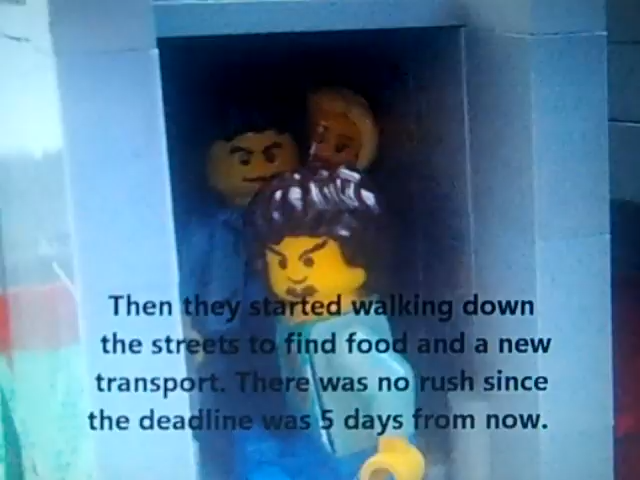 Then they started walking down
the streets to find food and a new
transport. There was no rush since
the deadline was 5 days from now.